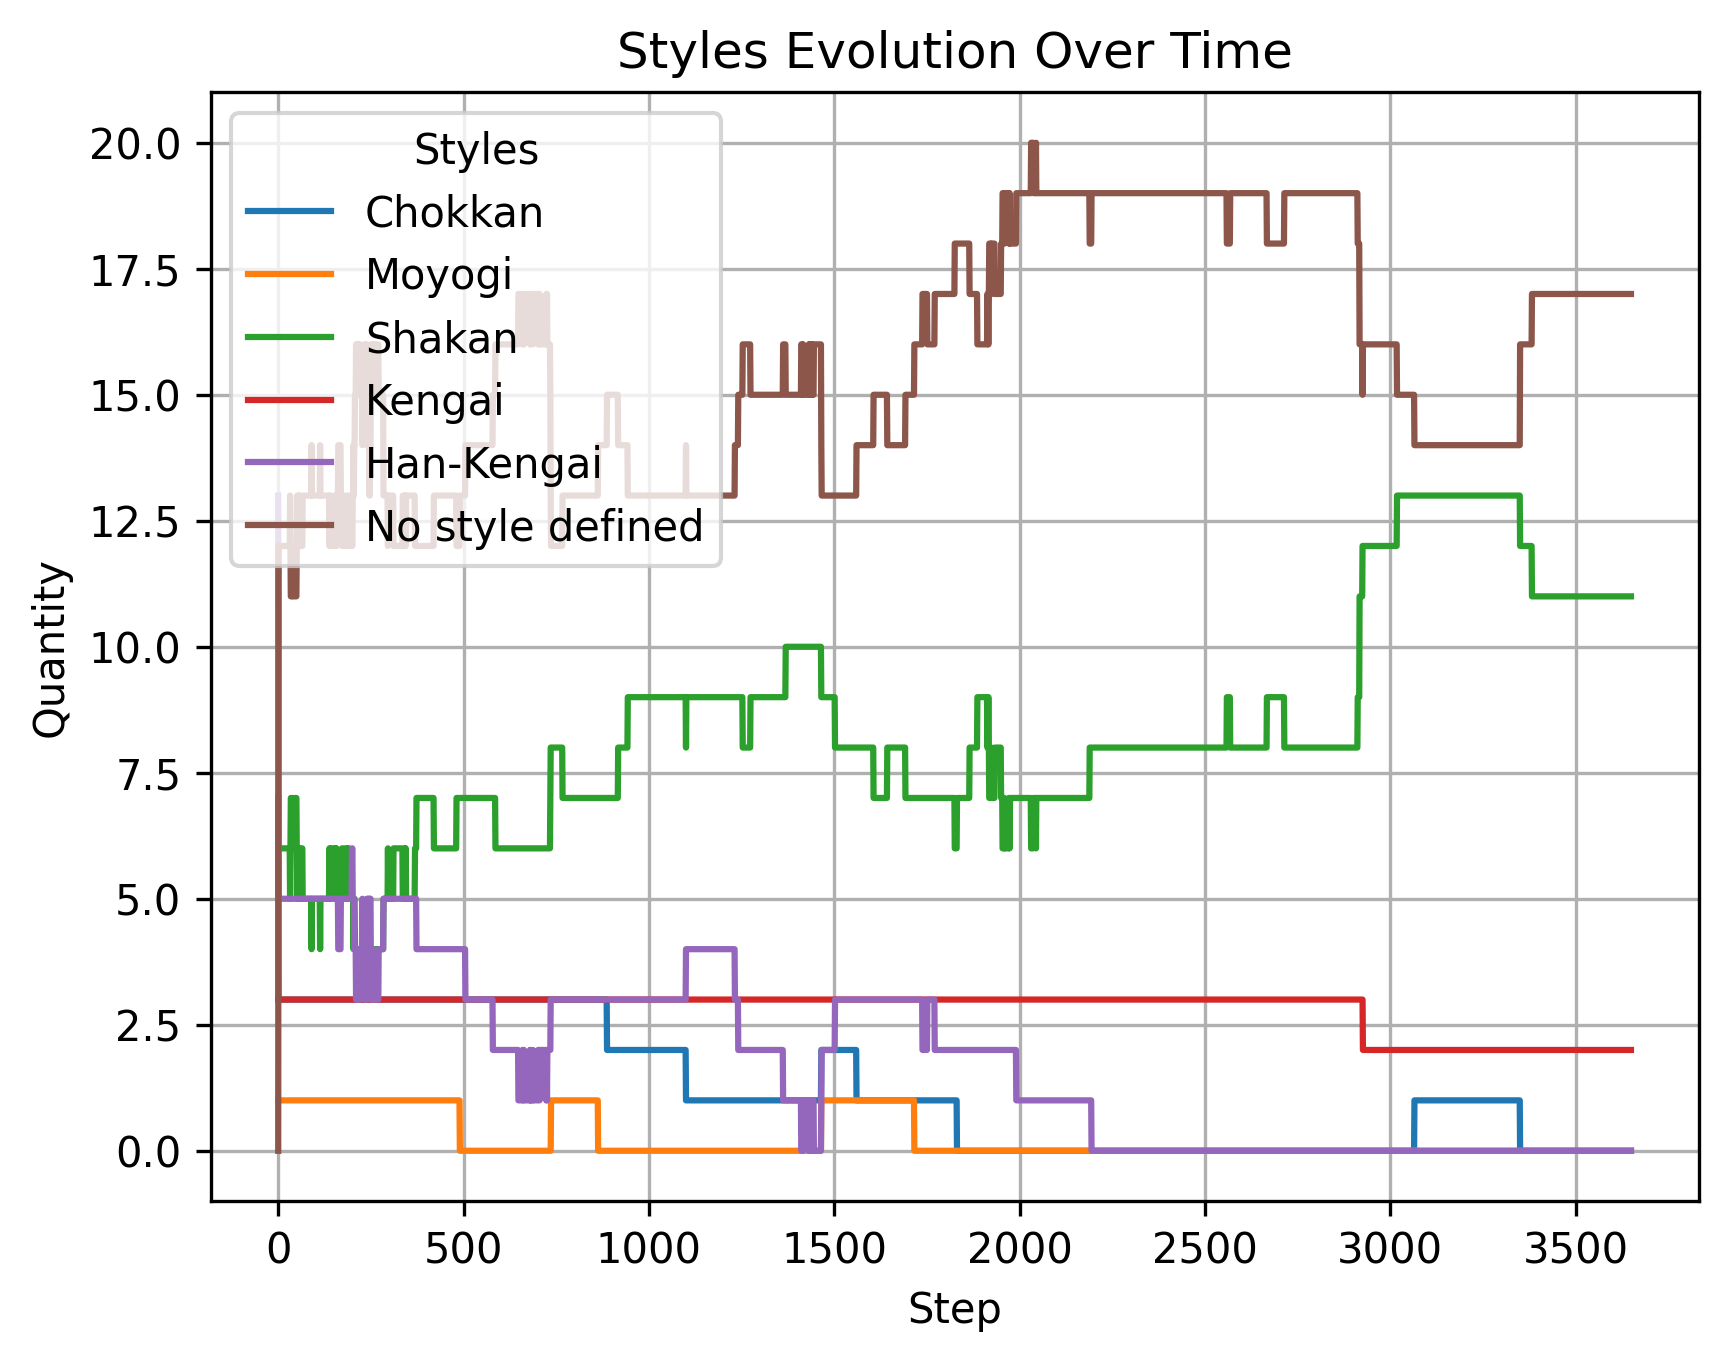 Styles Evolution Over Time
Styles
Chokkan
Moyogi
Shakan
Kengai
Han-Kengai
No style defined
Quantity
20.0
17.5
15.0
12.5
10.0
7.5
5.0
2.5
0.0
0 500 1000 1500 2000 2500 3000 3500
Step